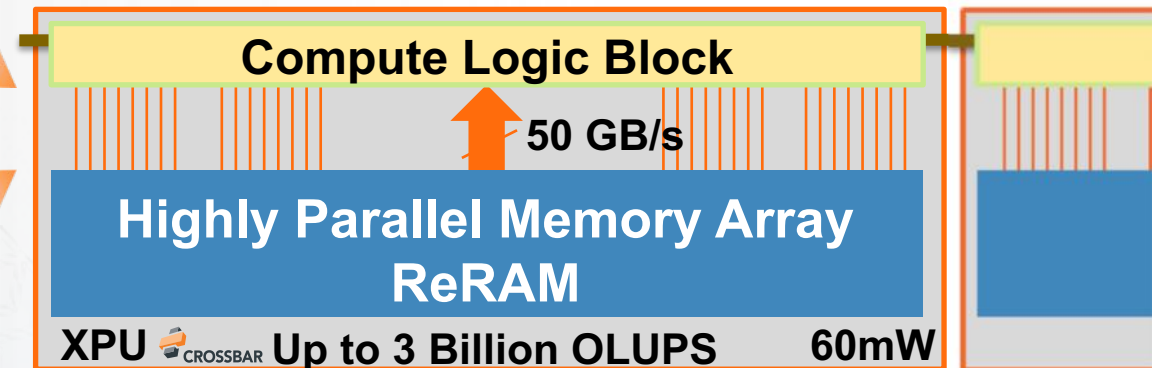 Compute Logic Block
50 GB/s
Highly Parallel Memory Array
ReRAM
XPU CROSSBAR Up to 3 Billion OLUPS 60mW